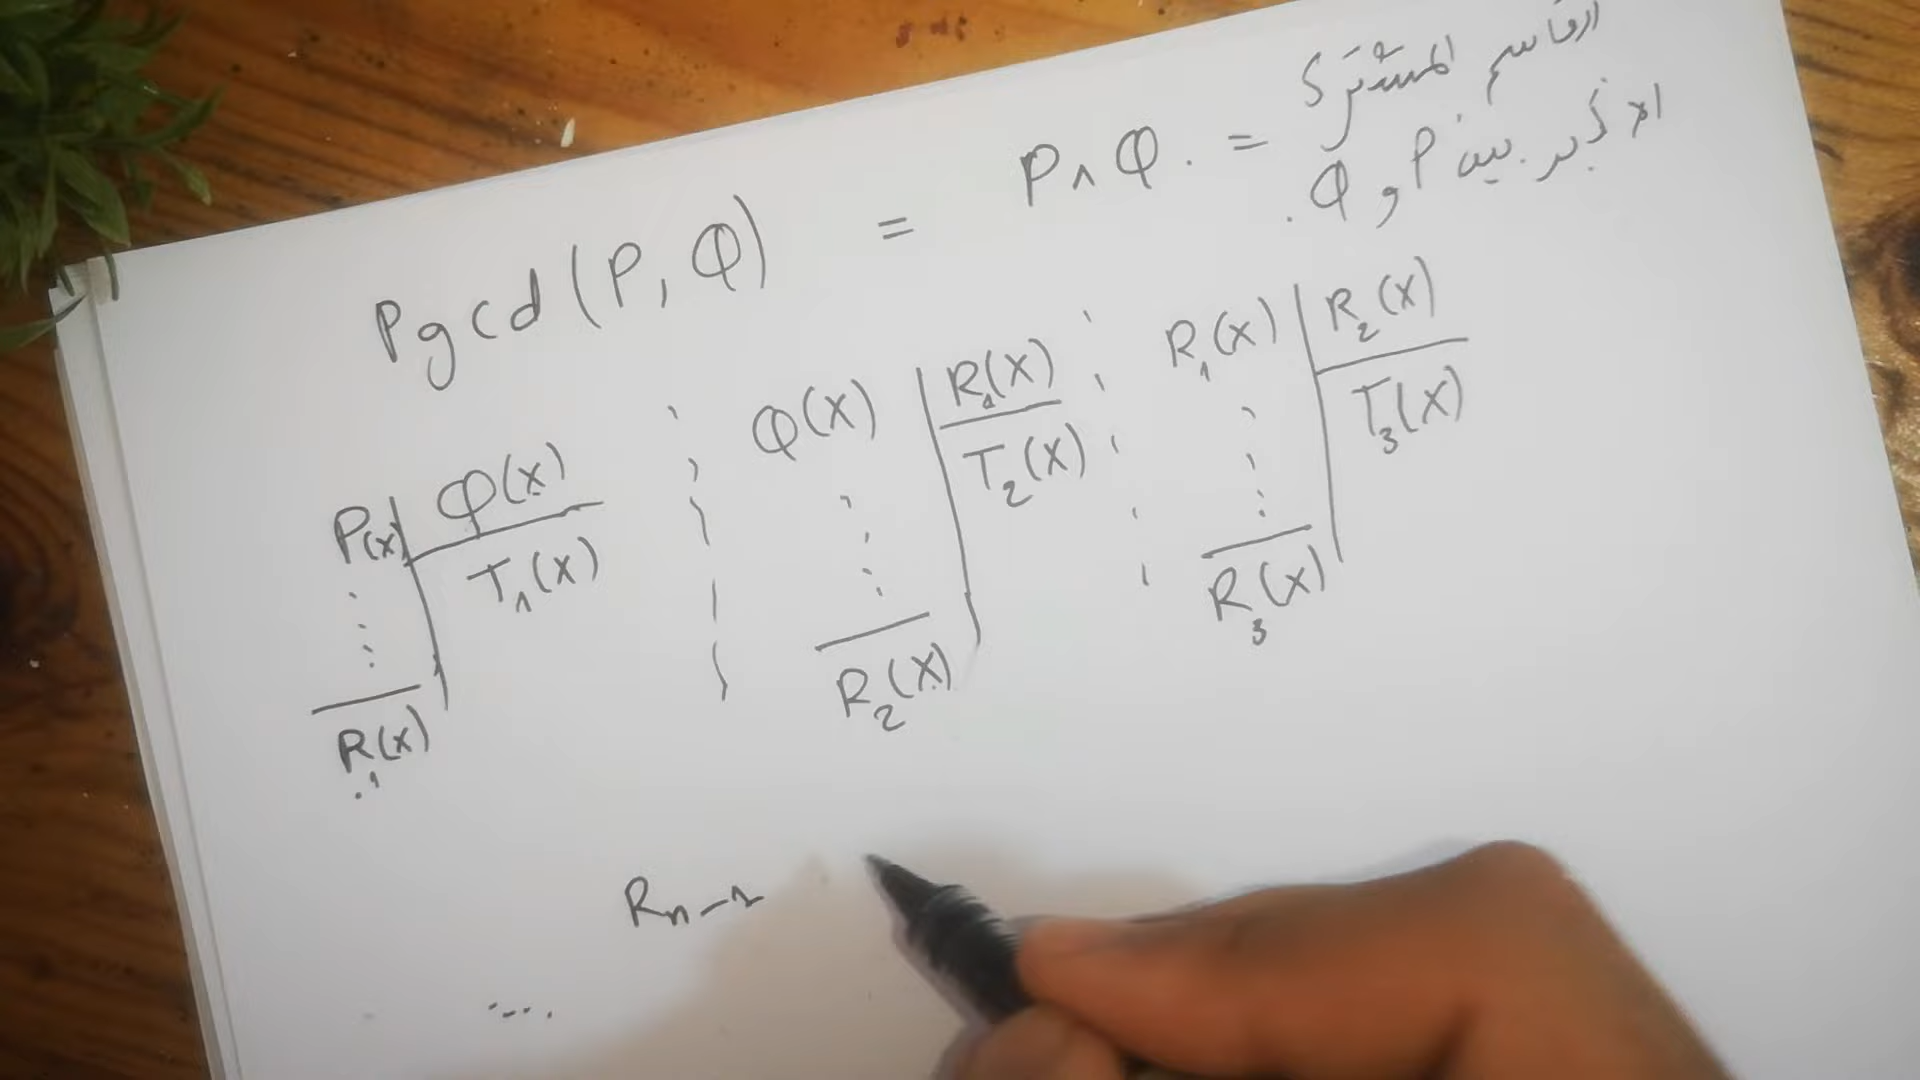 Pgcd(P, Q) = P ∧ Q. = القاسم المشترك
الأكبر بين P و Q.
P(x) Q(x) T₁(x) R₁(x)
Q(x) R₁(x) T₂(x) R₂(x)
R₁(x) R₂(x) T₃(x) R₃(x)
Rₙ₋₁
....